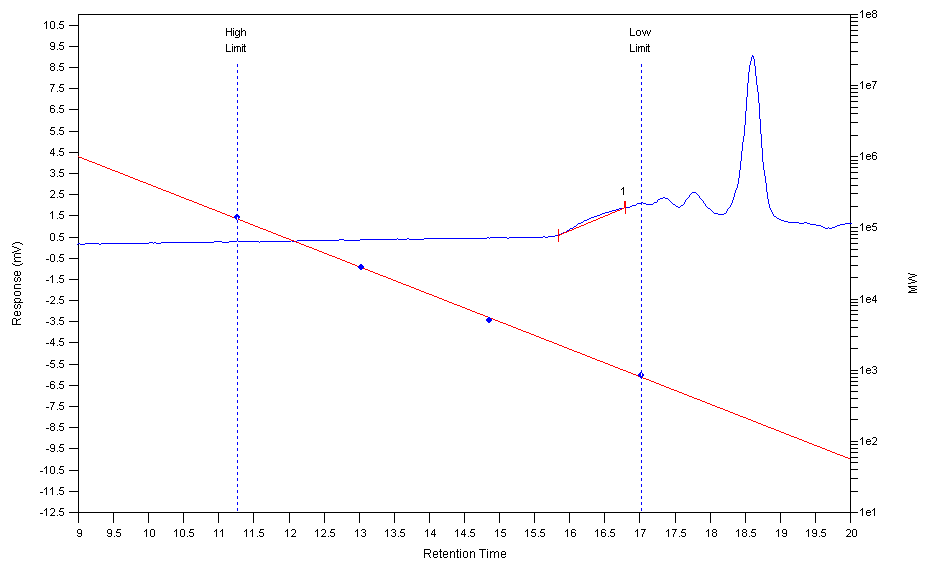 High
Limit
Low
Limit
10.5
9.5
8.5
7.5
6.5
5.5
4.5
3.5
2.5
1.5
0.5
-0.5
-1.5
-2.5
-3.5
-4.5
-5.5
-6.5
-7.5
-8.5
-9.5
-10.5
-11.5
-12.5
Response (mV)
1
1e8
1e7
1e6
1e5
1e4
1e3
1e2
1e1
MW
9 9.5 10 10.5 11 11.5 12 12.5 13 13.5 14 14.5 15 15.5 16 16.5 17 17.5 18 18.5 19 19.5 20
Retention Time